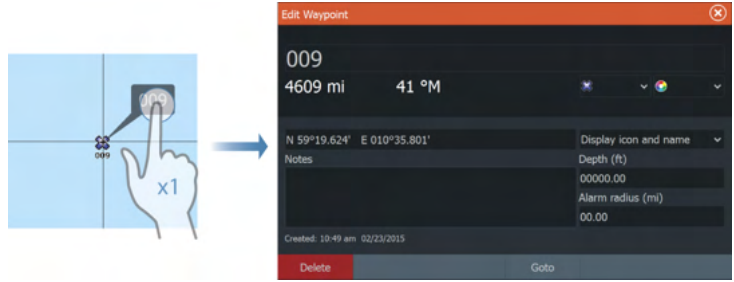 009
009
x1
Edit Waypoint
009
4609 mi 41 °M
N 59°19.624' E 010°35.801' Display icon and name
Notes Depth (ft)
00000.00
Alarm radius (mi)
00.00
Created: 10:49 am 02/23/2015
Delete Goto